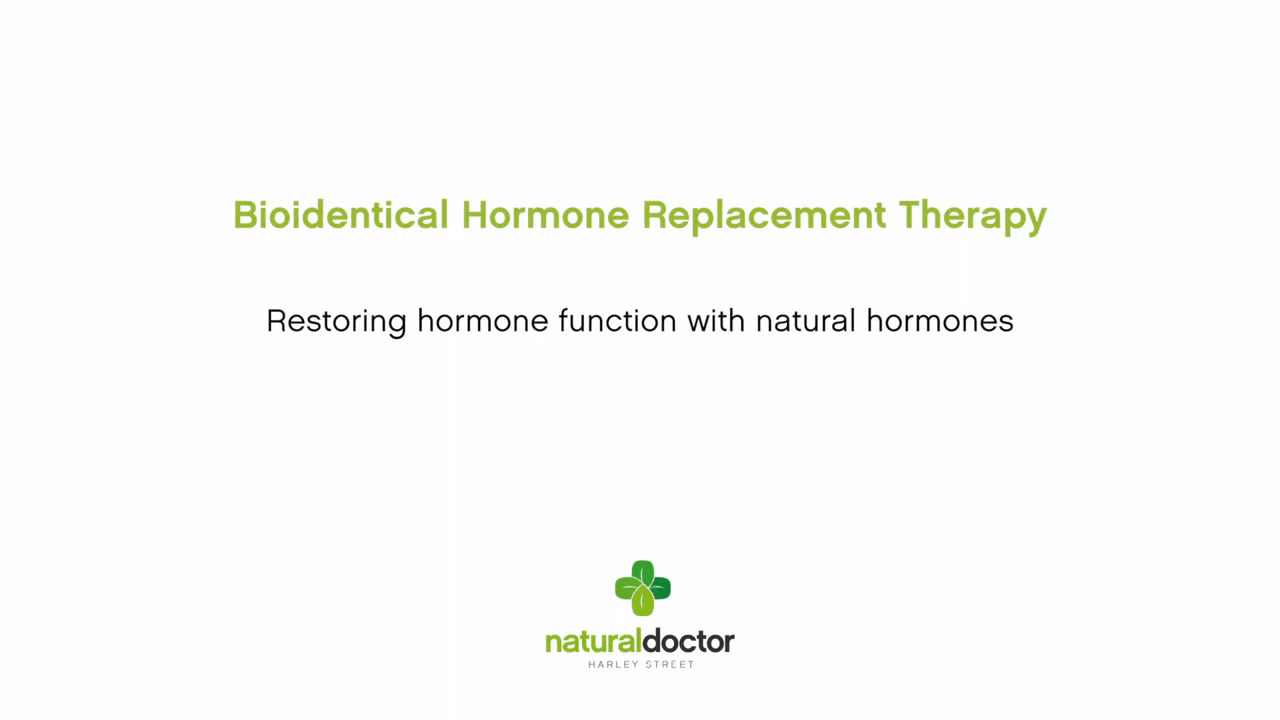 Bioidentical Hormone Replacement Therapy
Restoring hormone function with natural hormones
naturaldoctor
HARLEY STREET